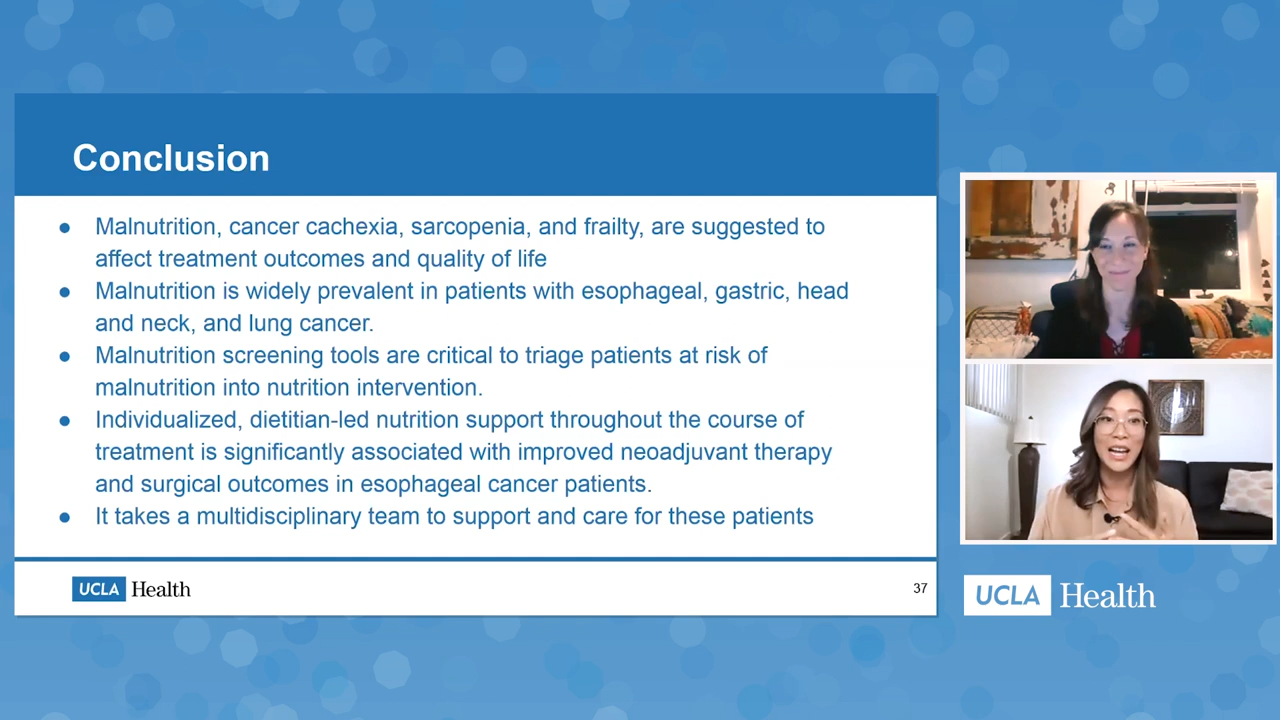 Conclusion
● Malnutrition, cancer cachexia, sarcopenia, and frailty, are suggested to
affect treatment outcomes and quality of life
● Malnutrition is widely prevalent in patients with esophageal, gastric, head
and neck, and lung cancer.
● Malnutrition screening tools are critical to triage patients at risk of
malnutrition into nutrition intervention.
● Individualized, dietitian-led nutrition support throughout the course of
treatment is significantly associated with improved neoadjuvant therapy
and surgical outcomes in esophageal cancer patients.
● It takes a multidisciplinary team to support and care for these patients
UCLA Health
37
UCLA Health